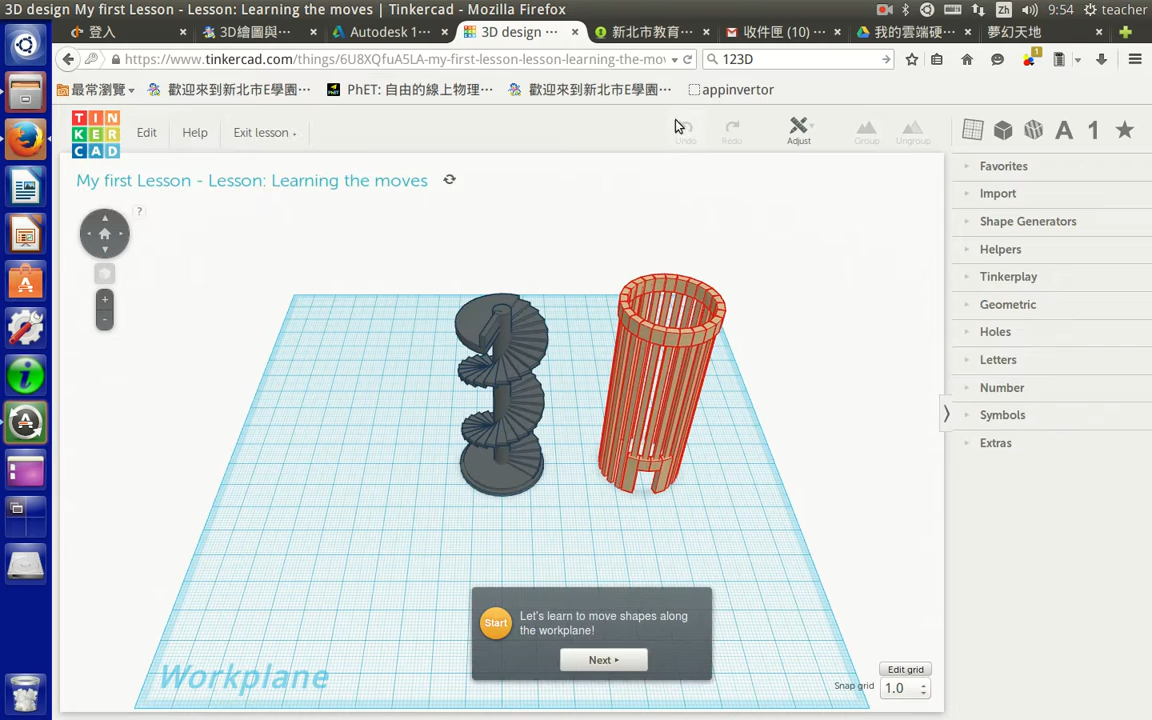 3D design My first Lesson - Lesson: Learning the moves | Tinkercad - Mozilla Firefox
Zh
9:54
teacher
登入
3D繪圖與⋯
Autodesk 1⋯
3D design ⋯
新北市教育⋯
收件匣 (10) ⋯
我的雲端硬⋯
夢幻天地
https://www.tinkercad.com/things/6U8XQfuA5LA-my-first-lesson-lesson-learning-the-mov
123D
1
最常瀏覽
歡迎來到新北市E學園⋯
PhET: 自由的線上物理⋯
歡迎來到新北市E學園⋯
appinvertor
TIN
KER
CAD
Edit
Help
Exit lesson
Undo
Redo
Adjust
Group
Ungroup
A
1
My first Lesson - Lesson: Learning the moves
?
+
-
Favorites
Import
Shape Generators
Helpers
Tinkerplay
Geometric
Holes
Letters
Number
Symbols
Extras
Start
Let's learn to move shapes along
the workplane!
Next
Workplane
Edit grid
Snap grid
1.0